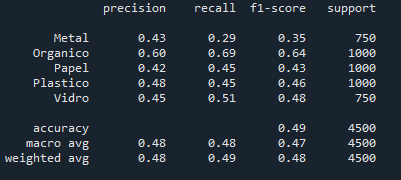 precision recall f1-score support
Metal 0.43 0.29 0.35 750
Organico 0.60 0.69 0.64 1000
Papel 0.42 0.45 0.43 1000
Plastico 0.48 0.45 0.46 1000
Vidro 0.45 0.51 0.48 750
accuracy 0.49 4500
macro avg 0.48 0.48 0.47 4500
weighted avg 0.48 0.49 0.48 4500